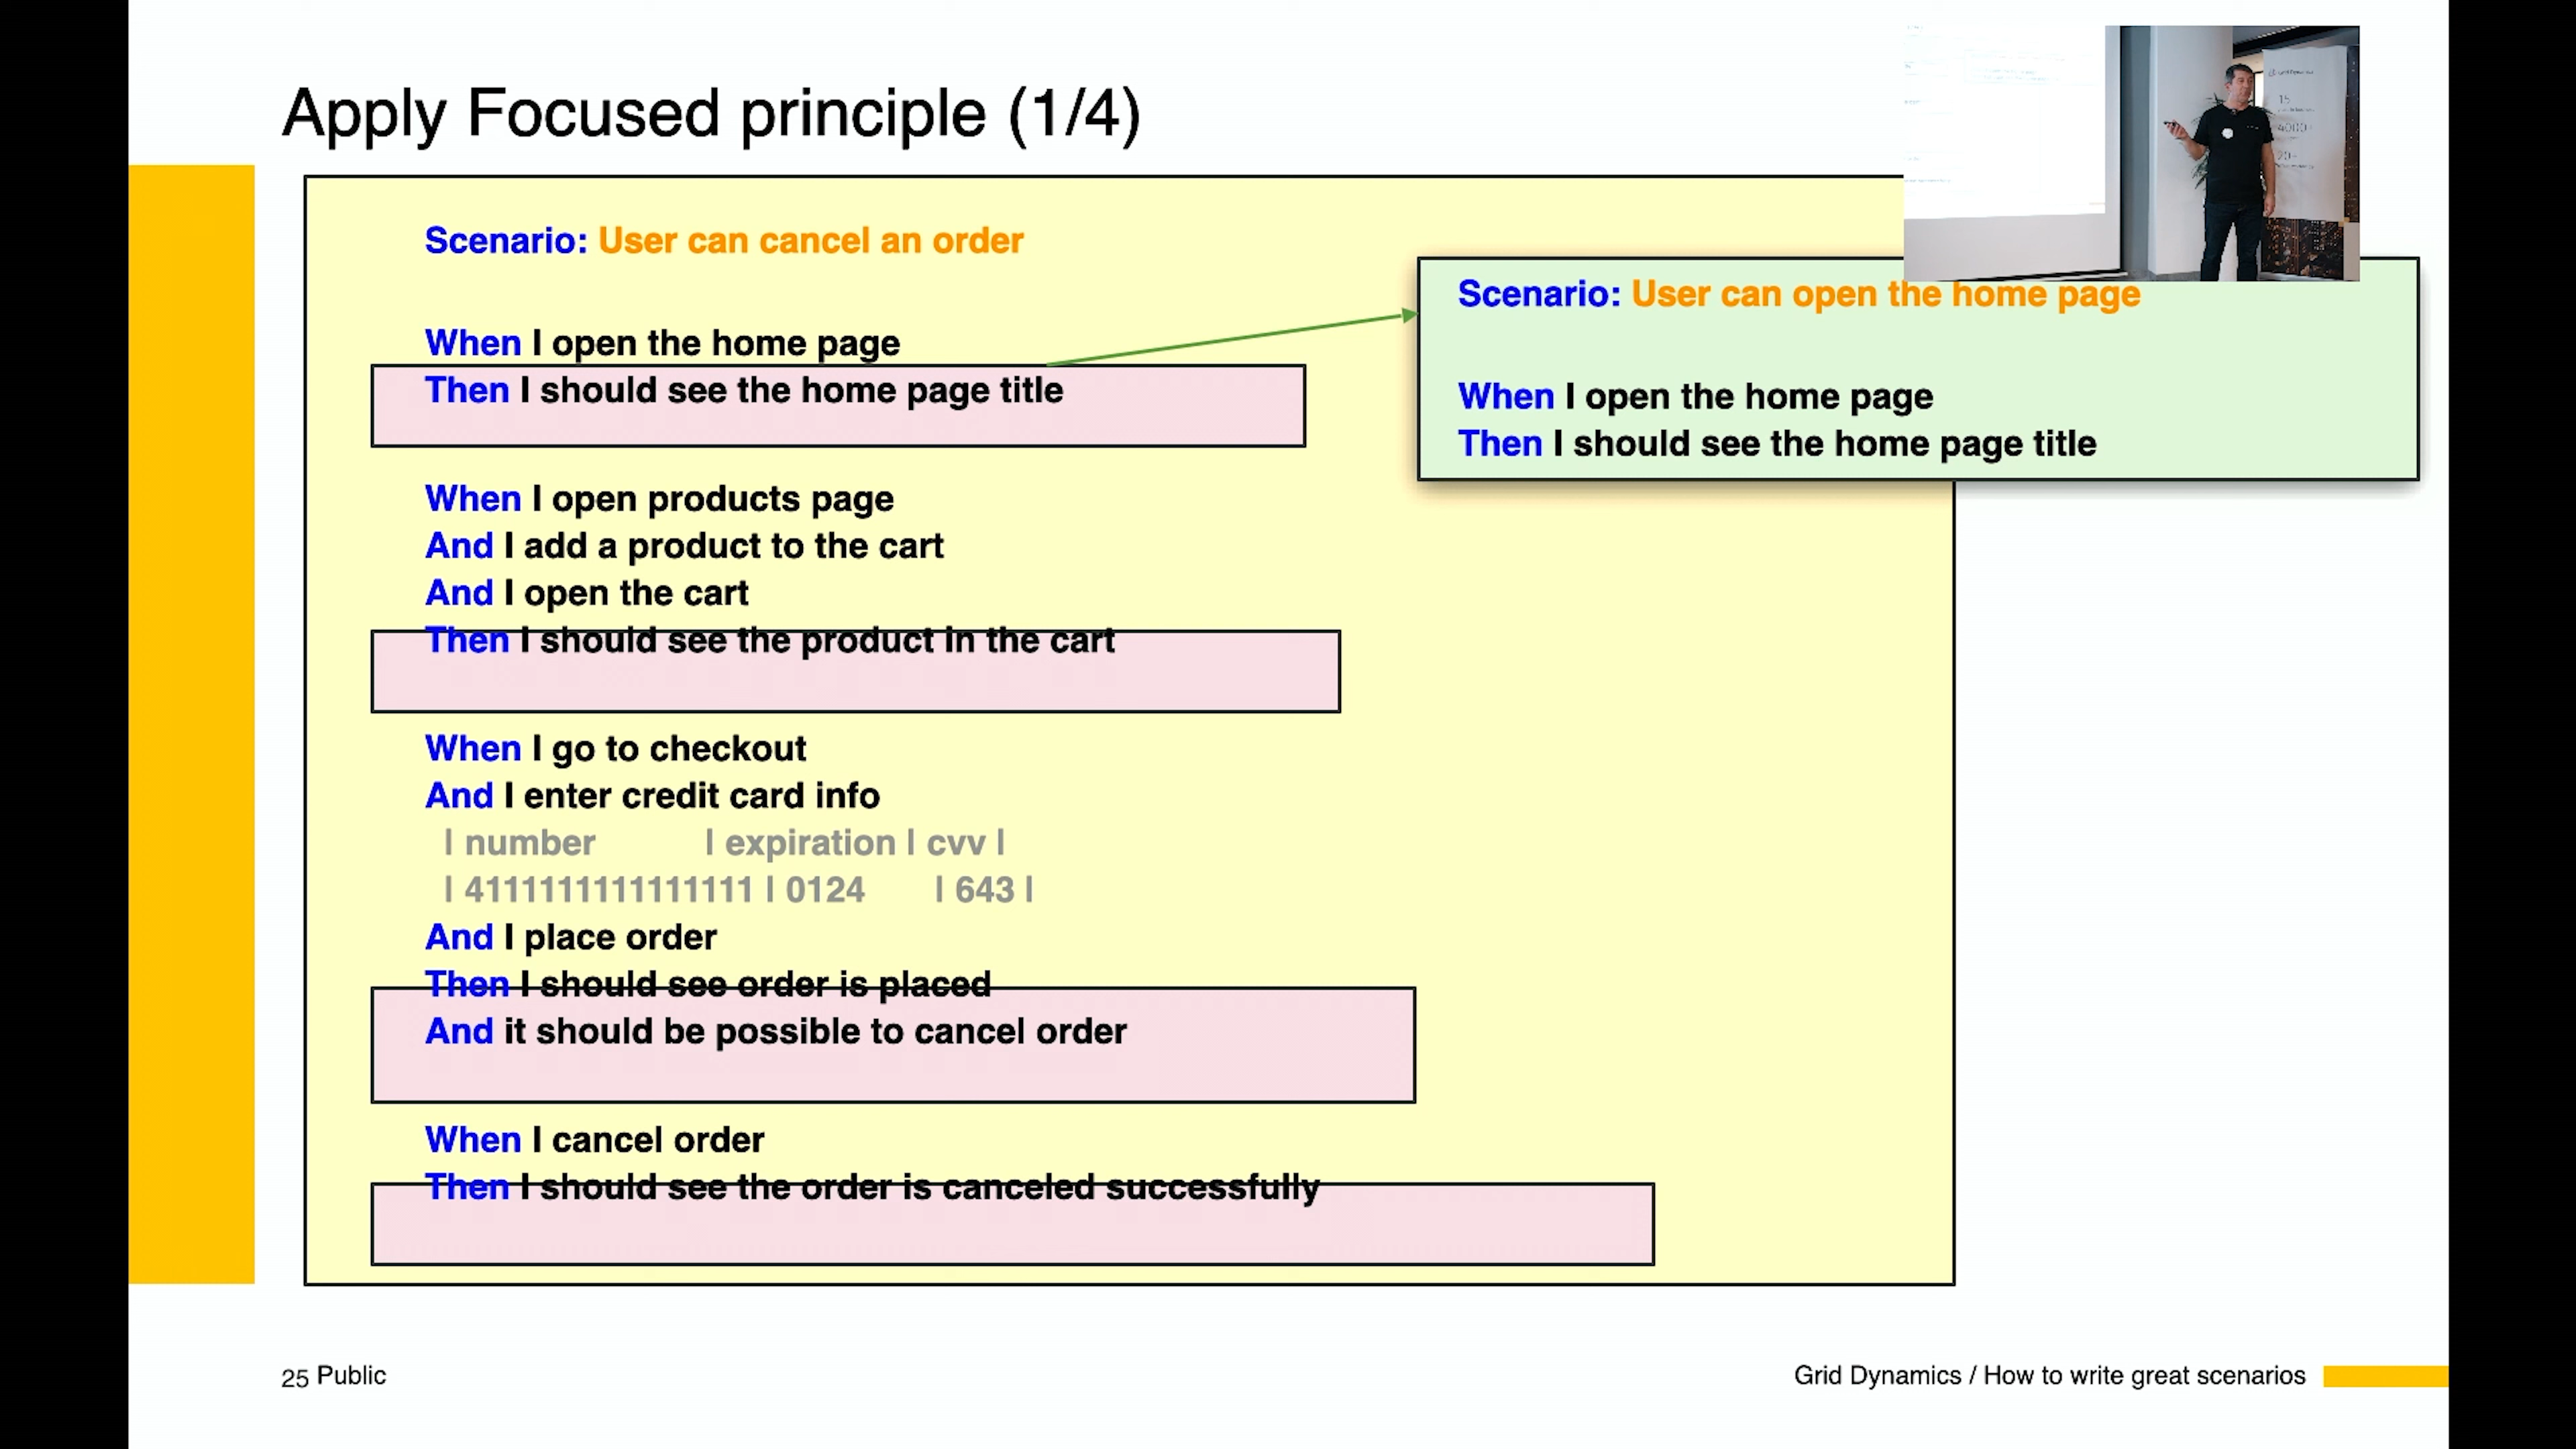 Apply Focused principle (1/4)
Scenario: User can cancel an order
When I open the home page
Then I should see the home page title
When I open products page
And I add a product to the cart
And I open the cart
Then I should see the product in the cart
When I go to checkout
And I enter credit card info
| number | expiration | cvv |
| 4111111111111111 | 0124 | 643 |
And I place order
Then I should see order is placed
And it should be possible to cancel order
When I cancel order
Then I should see the order is canceled successfully
Scenario: User can open the home page
When I open the home page
Then I should see the home page title
Grid Dynamics
15
4000
20+
25 Public
Grid Dynamics / How to write great scenarios